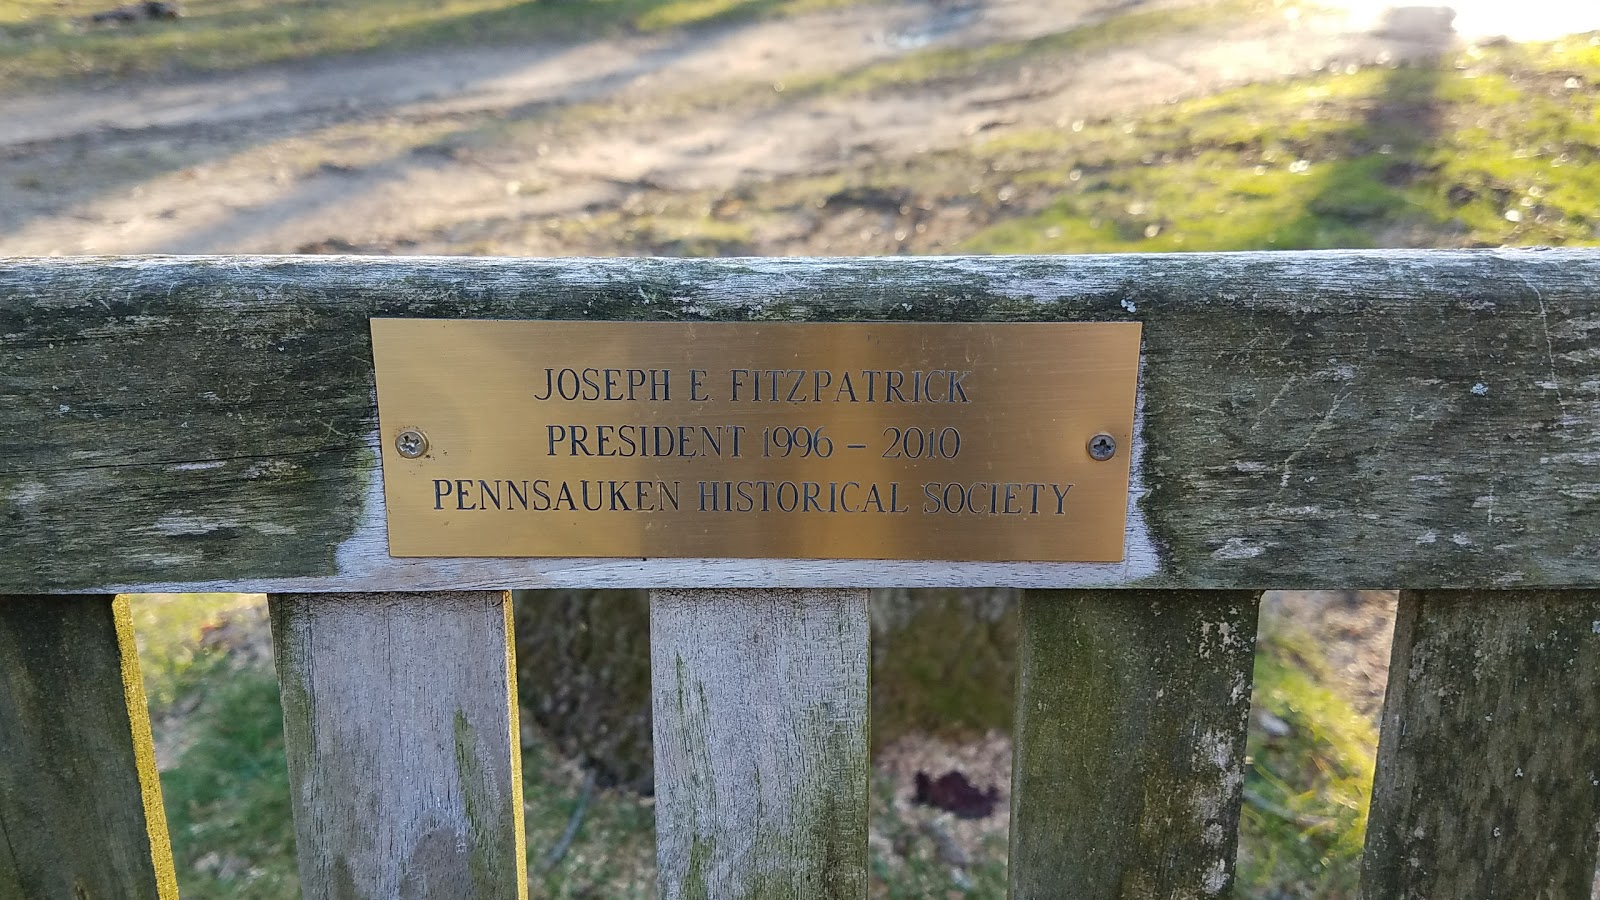 JOSEPH E. FITZPATRICK
PRESIDENT 1996 – 2010
PENNSAUKEN HISTORICAL SOCIETY